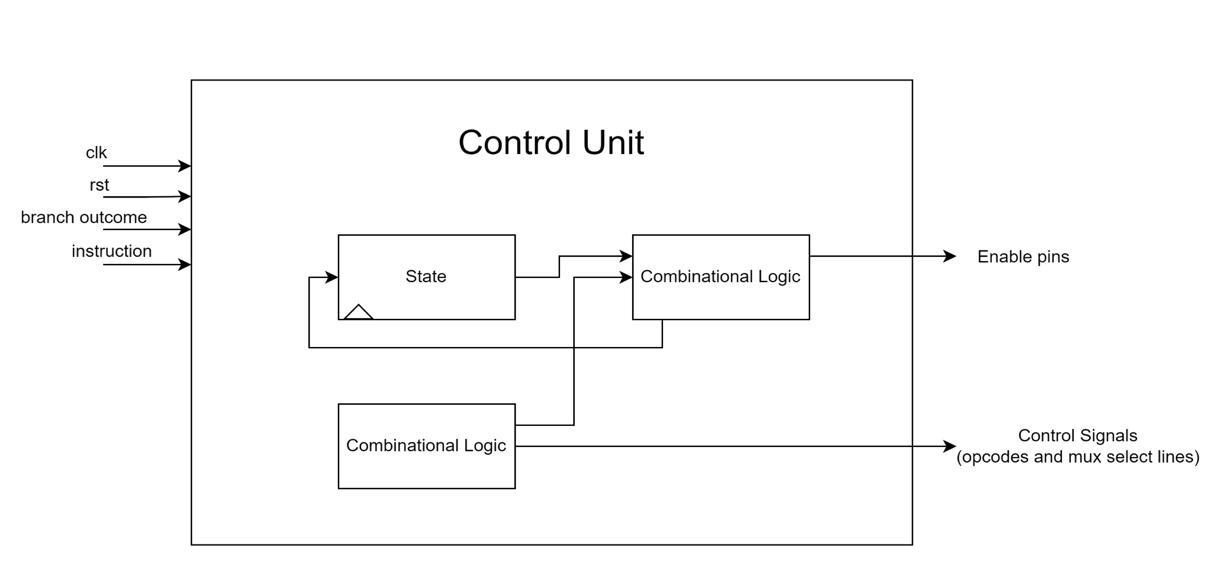 Control Unit
clk
rst
branch outcome
instruction
State
Combinational Logic
Enable pins
Combinational Logic
Control Signals
(opcodes and mux select lines)